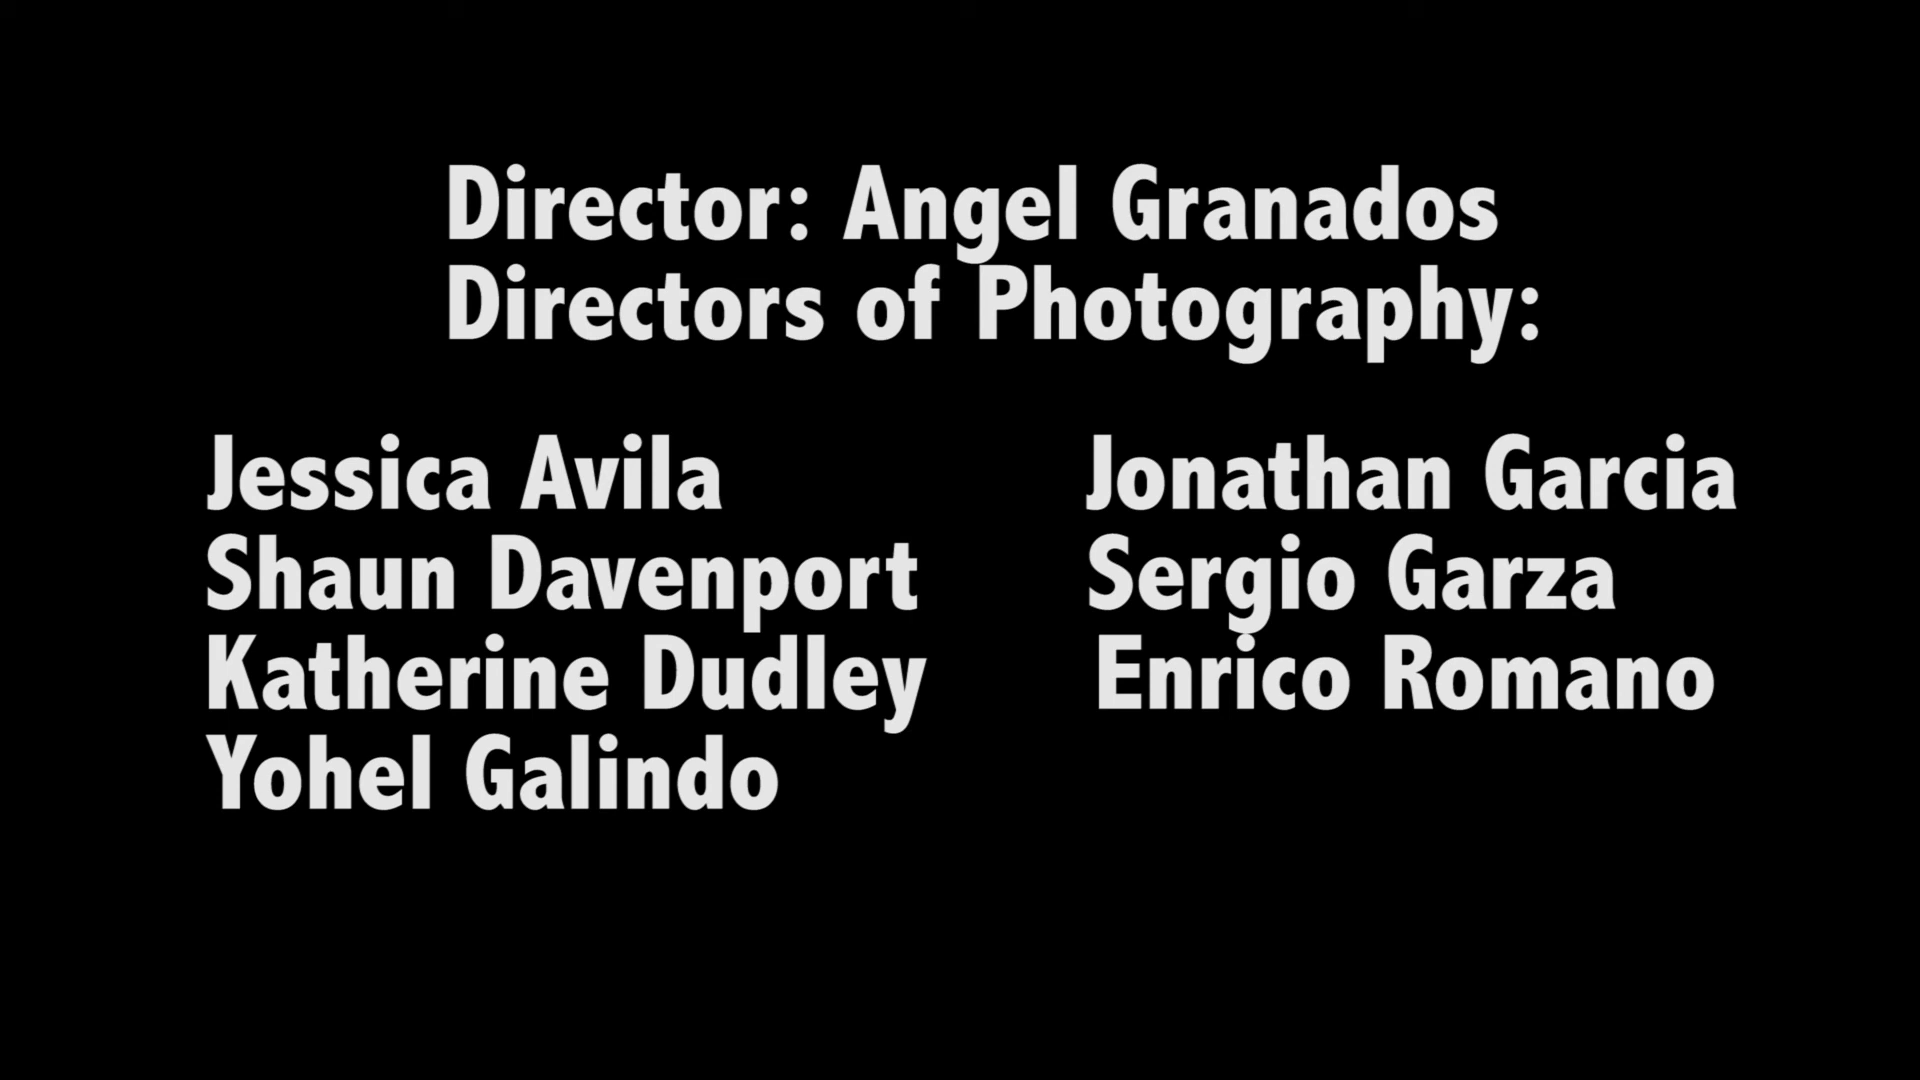 Director: Angel Granados
Directors of Photography:
Jessica Avila
Shaun Davenport
Katherine Dudley
Yohel Galindo
Jonathan Garcia
Sergio Garza
Enrico Romano